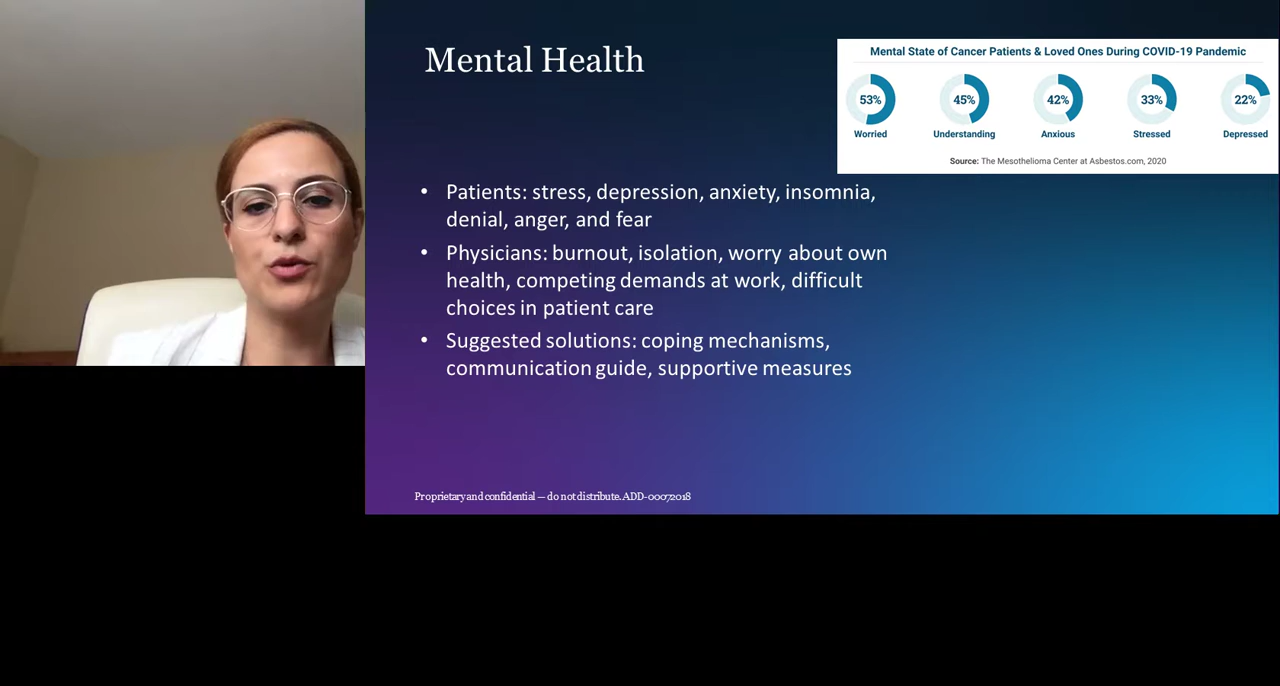 Mental Health
Mental State of Cancer Patients & Loved Ones During COVID-19 Pandemic
53% 45% 42% 33% 22%
Worried Understanding Anxious Stressed Depressed
Source: The Mesothelioma Center at Asbestos.com, 2020
• Patients: stress, depression, anxiety, insomnia,
denial, anger, and fear
• Physicians: burnout, isolation, worry about own
health, competing demands at work, difficult
choices in patient care
• Suggested solutions: coping mechanisms,
communication guide, supportive measures
Proprietary and confidential — do not distribute. ADD-00072018